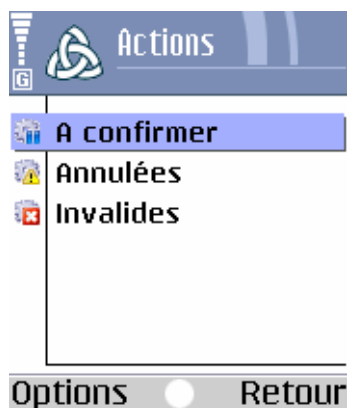 G
Actions
A confirmer
Annulées
Invalides
Options Retour